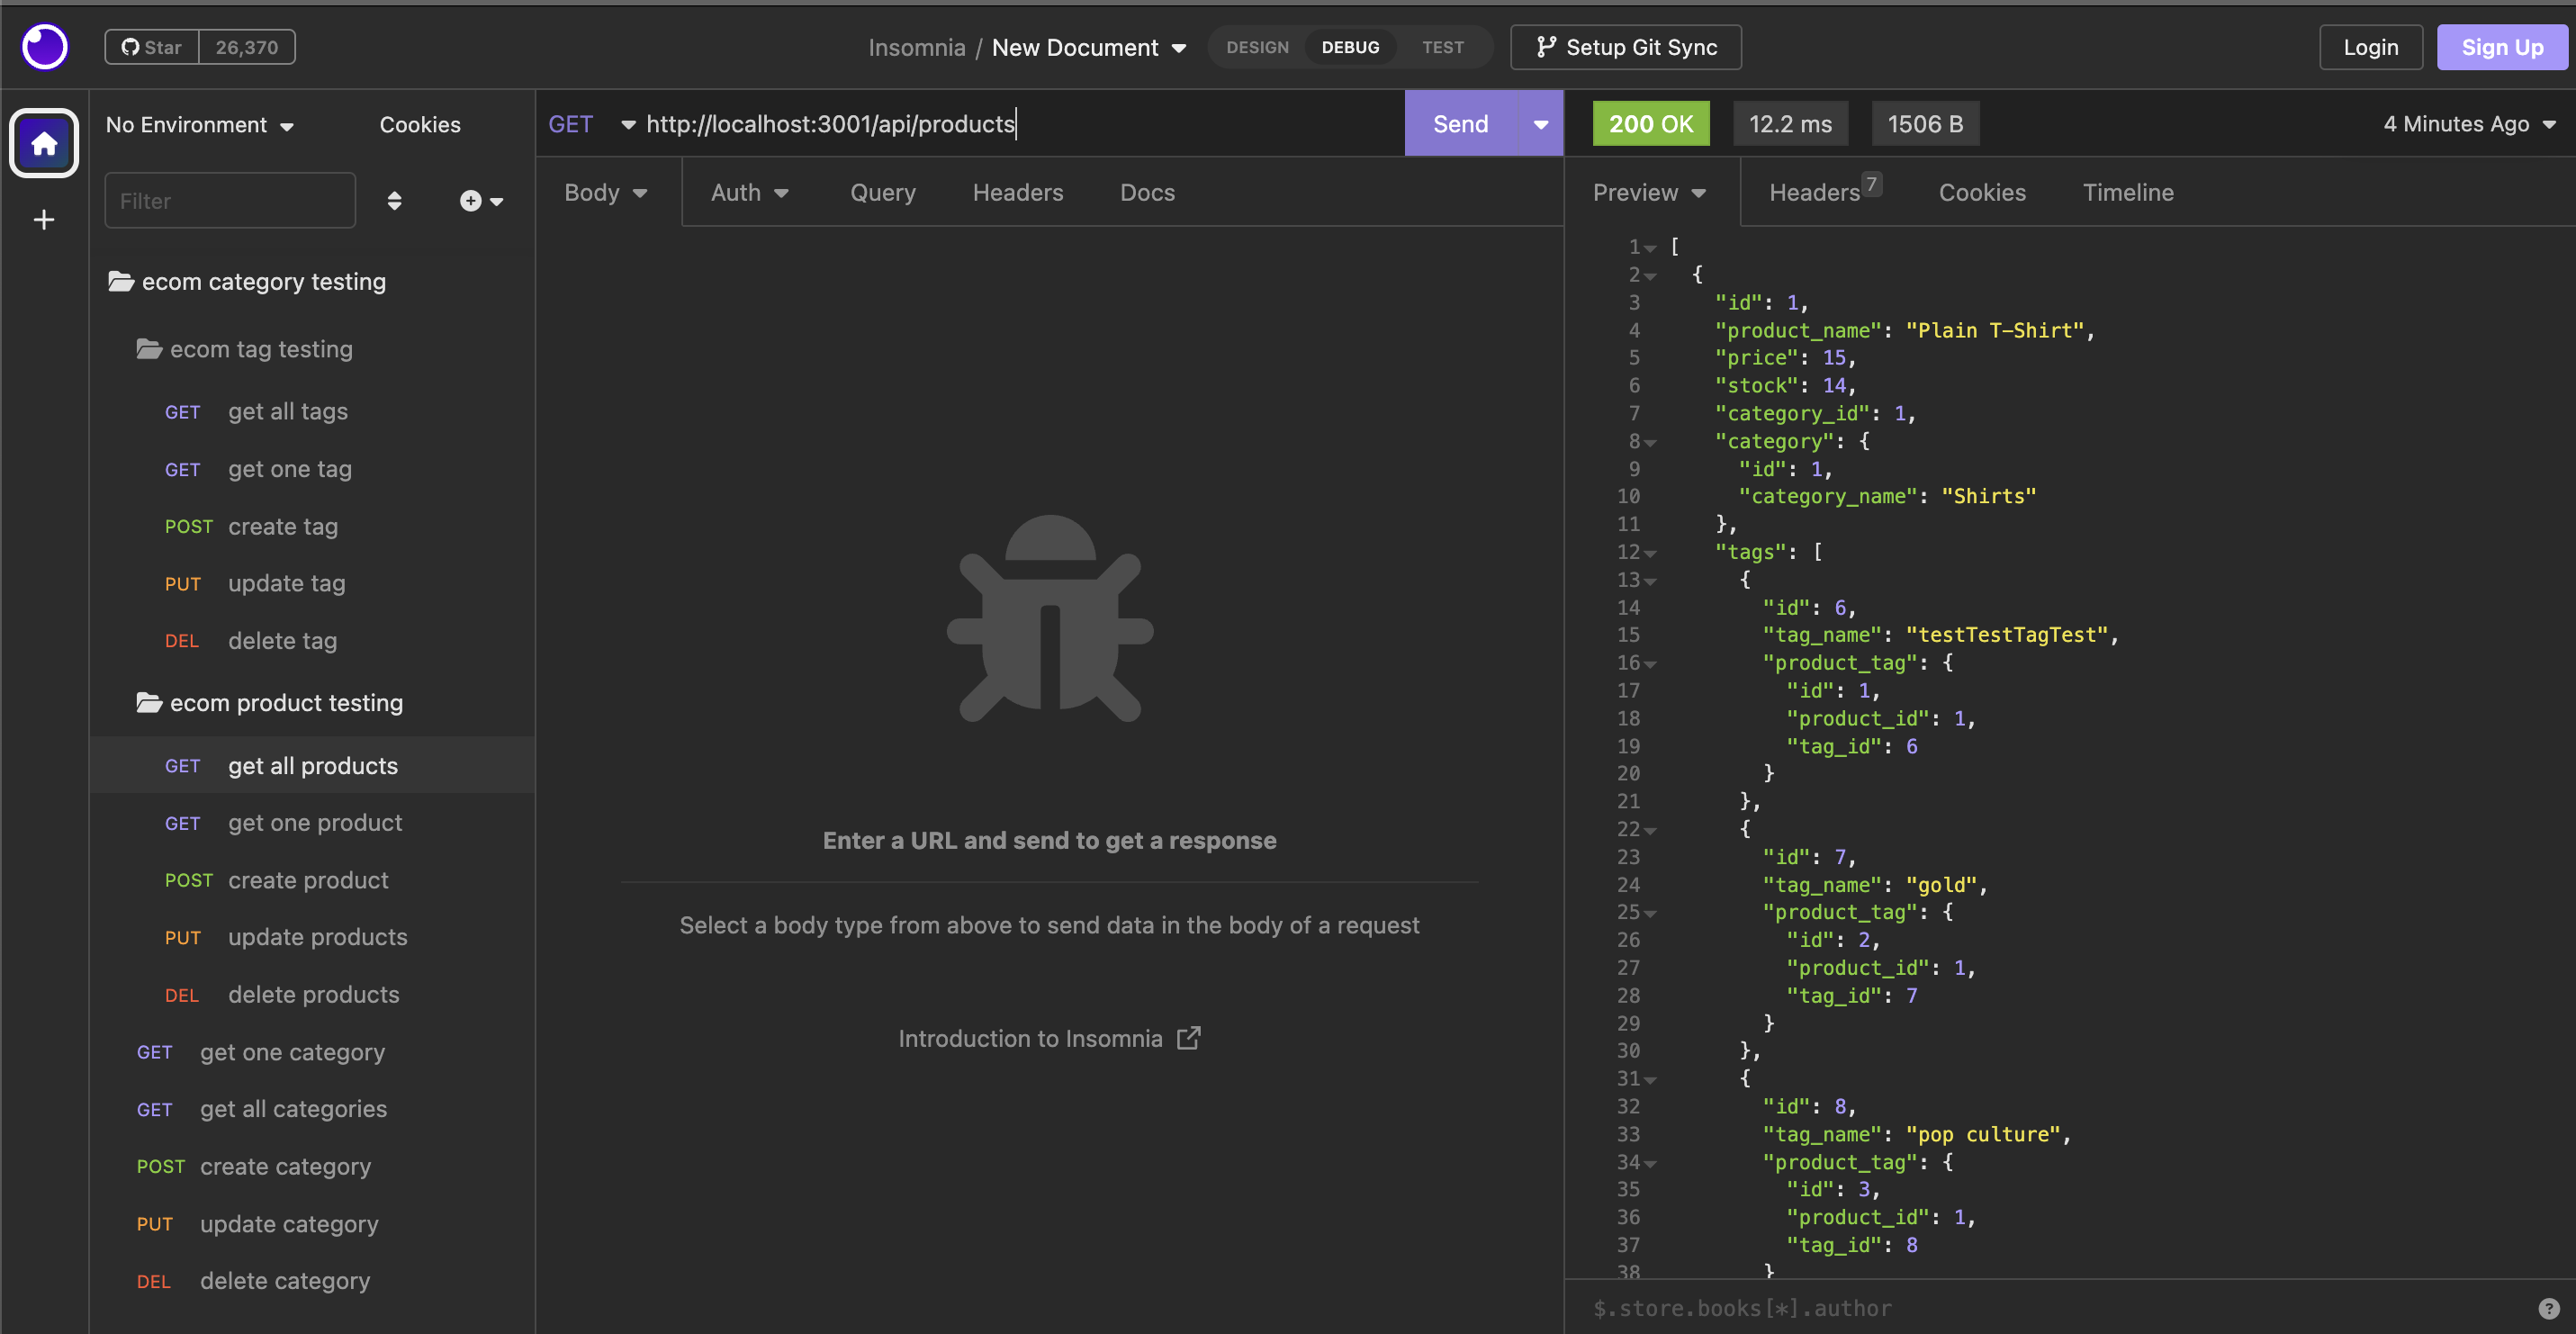 Star 26,370
Insomnia / New Document DESIGN DEBUG TEST Setup Git Sync Login Sign Up
No Environment Cookies
Filter
ecom category testing
ecom tag testing
GET get all tags
GET get one tag
POST create tag
PUT update tag
DEL delete tag
ecom product testing
GET get all products
GET get one product
POST create product
PUT update products
DEL delete products
GET get one category
GET get all categories
POST create category
PUT update category
DEL delete category
GET http://localhost:3001/api/products Send
Body Auth Query Headers Docs
Enter a URL and send to get a response
Select a body type from above to send data in the body of a request
Introduction to Insomnia
200 OK 12.2 ms 1506 B 4 Minutes Ago
Preview Headers 7 Cookies Timeline
1 [
2 {
3 "id": 1,
4 "product_name": "Plain T-Shirt",
5 "price": 15,
6 "stock": 14,
7 "category_id": 1,
8 "category": {
9 "id": 1,
10 "category_name": "Shirts"
11 },
12 "tags": [
13 {
14 "id": 6,
15 "tag_name": "testTestTagTest",
16 "product_tag": {
17 "id": 1,
18 "product_id": 1,
19 "tag_id": 6
20 }
21 },
22 {
23 "id": 7,
24 "tag_name": "gold",
25 "product_tag": {
26 "id": 2,
27 "product_id": 1,
28 "tag_id": 7
29 }
30 },
31 {
32 "id": 8,
33 "tag_name": "pop culture",
34 "product_tag": {
35 "id": 3,
36 "product_id": 1,
37 "tag_id": 8
38 }
$.store.books[*].author ?